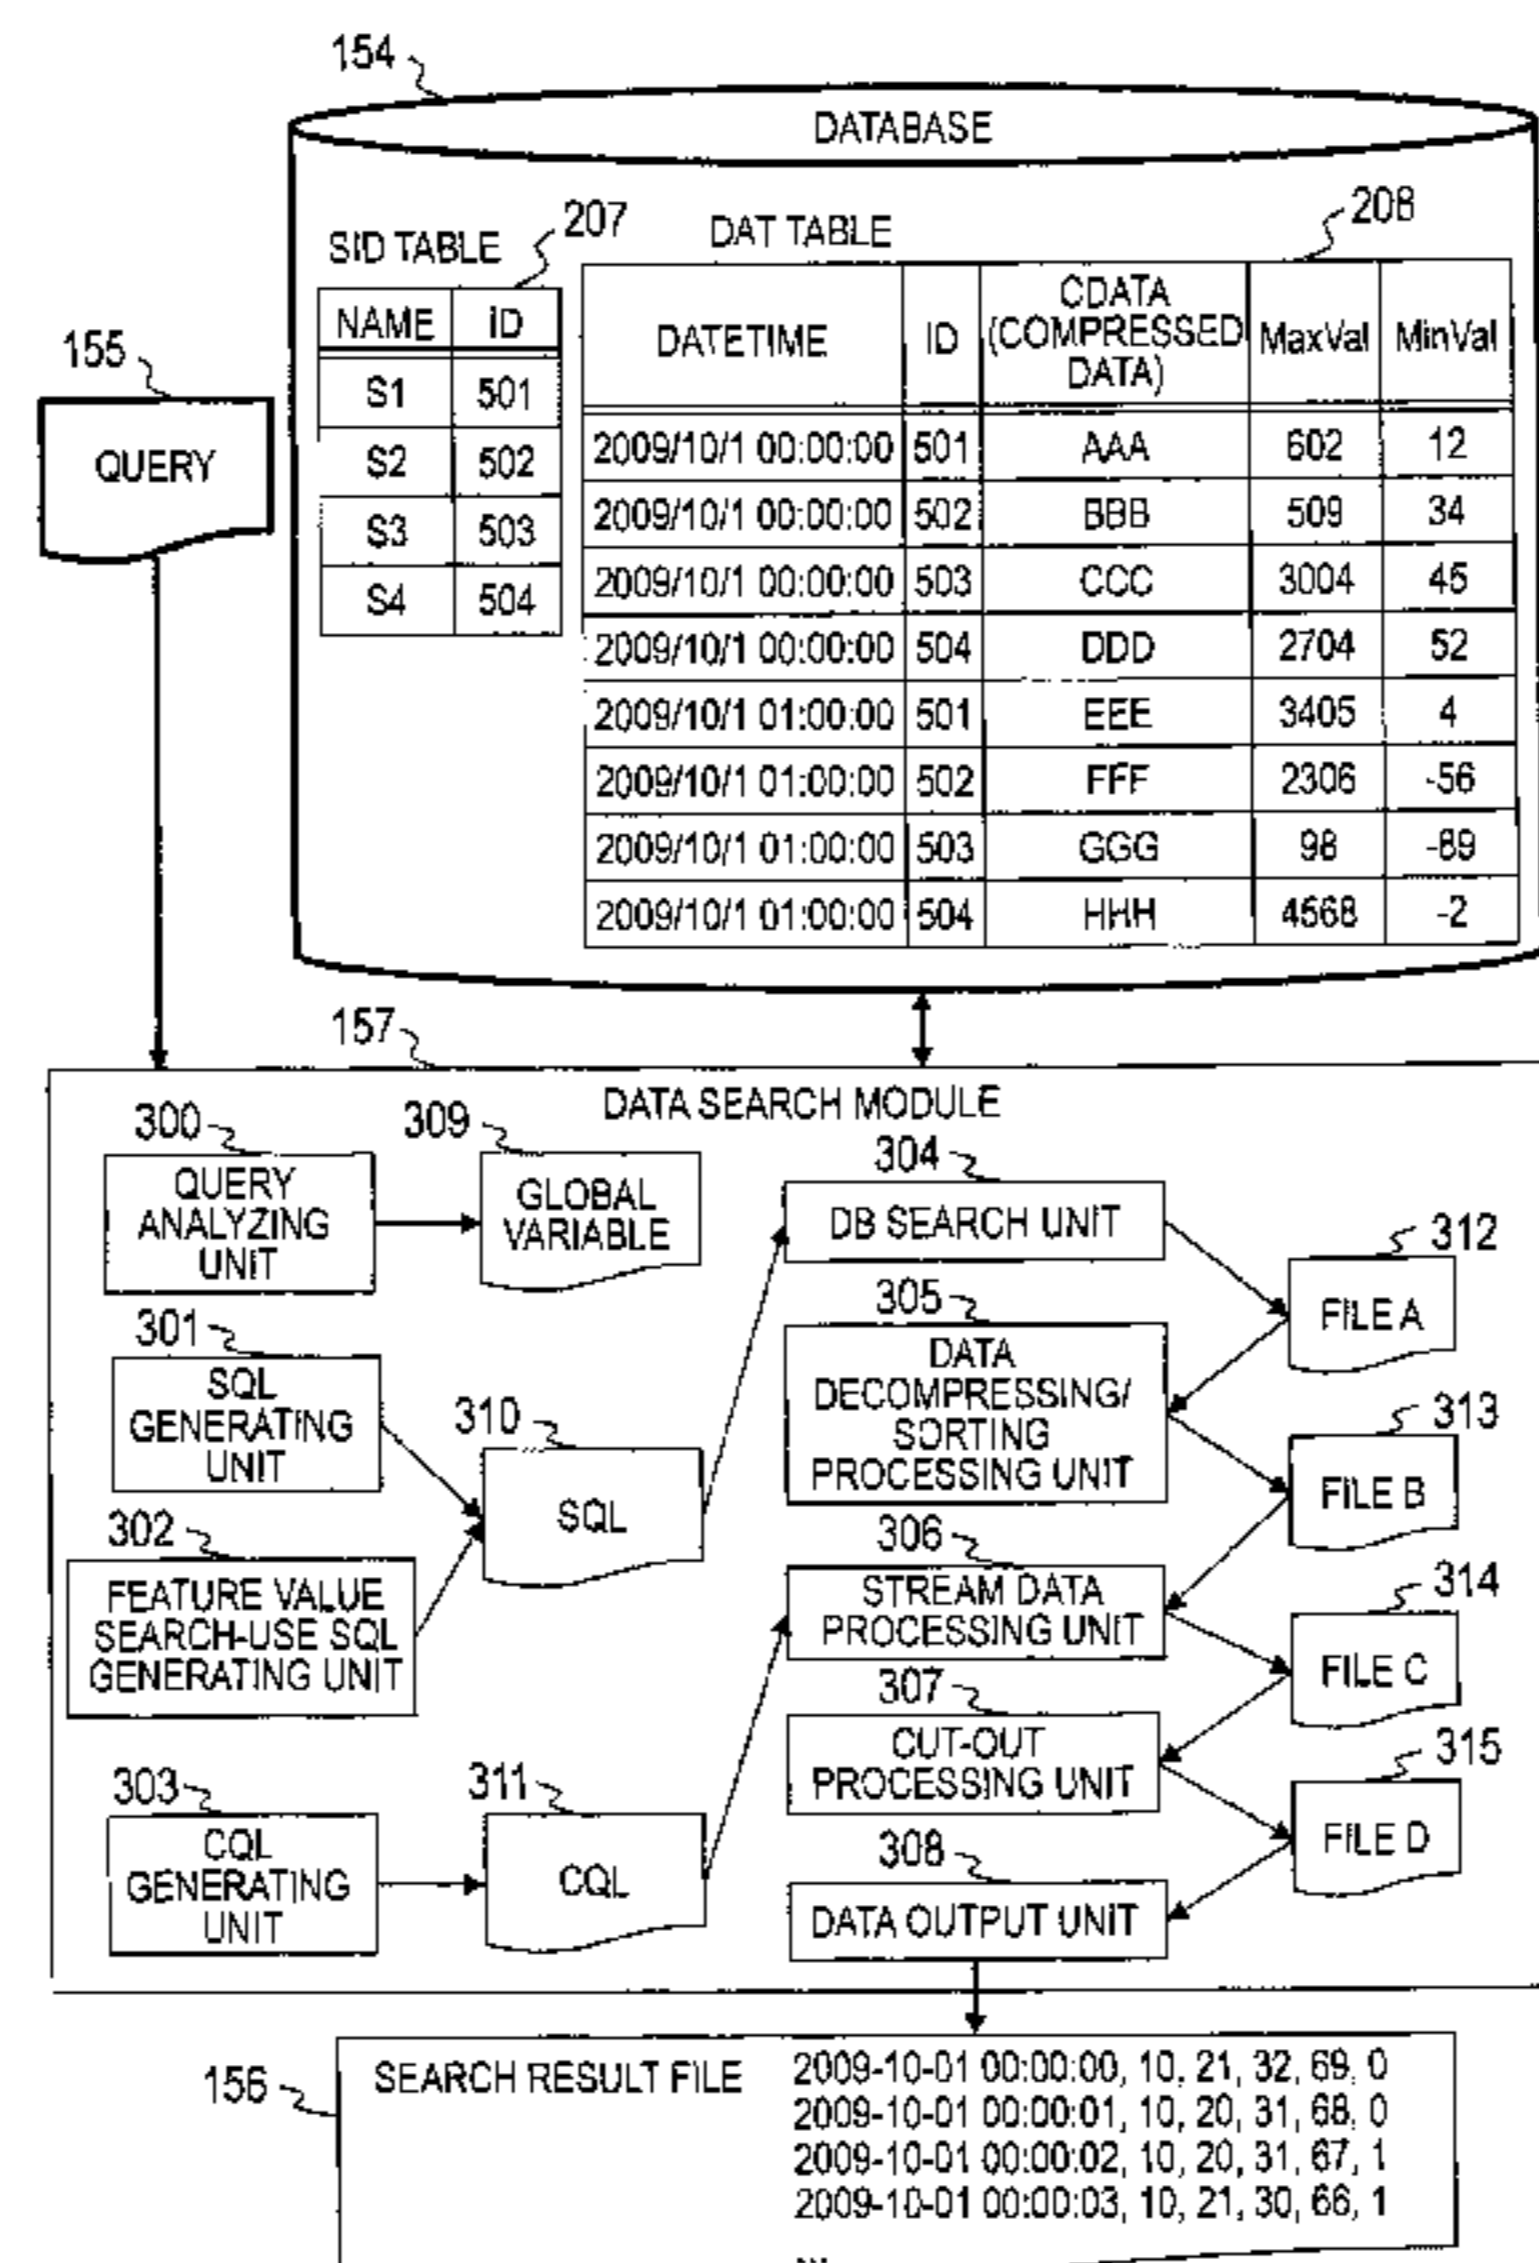 154
DATABASE
SID TABLE
207
DAT TABLE
208
NAME ID
S1 501
S2 502
S3 503
S4 504
DATETIME ID CDATA (COMPRESSED DATA) MaxVal MinVal
2009/10/1 00:00:00 501 AAA 602 12
2009/10/1 00:00:00 502 BBB 509 34
2009/10/1 00:00:00 503 CCC 3004 45
2009/10/1 00:00:00 504 DDD 2704 52
2009/10/1 01:00:00 501 EEE 3405 4
2009/10/1 01:00:00 502 FFF 2306 -56
2009/10/1 01:00:00 503 GGG 98 -89
2009/10/1 01:00:00 504 HHH 4568 -2
155
QUERY
157
DATA SEARCH MODULE
300
QUERY
ANALYZING
UNIT
309
GLOBAL
VARIABLE
301
SQL
GENERATING
UNIT
310
SQL
302
FEATURE VALUE
SEARCH-USE SQL
GENERATING UNIT
303
CQL
GENERATING
UNIT
311
CQL
304
DB SEARCH UNIT
312
FILE A
305
DATA
DECOMPRESSING/
SORTING
PROCESSING UNIT
313
FILE B
306
STREAM DATA
PROCESSING UNIT
314
FILE C
307
CUT-OUT
PROCESSING UNIT
315
FILE D
308
DATA OUTPUT UNIT
156
SEARCH RESULT FILE
2009-10-01 00:00:00, 10, 21, 32, 69, 0
2009-10-01 00:00:01, 10, 20, 31, 68, 0
2009-10-01 00:00:02, 10, 20, 31, 67, 1
2009-10-01 00:00:03, 10, 21, 30, 66, 1
...